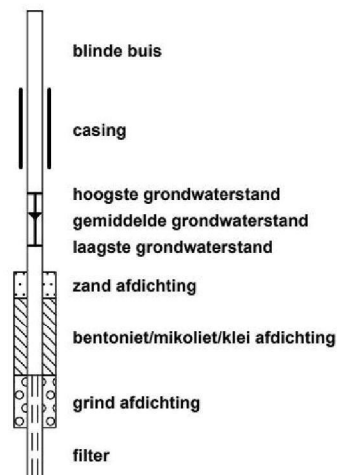 blinde buis
casing
hoogste grondwaterstand
gemiddelde grondwaterstand
laagste grondwaterstand
zand afdichting
bentoniet/mikoliet/klei afdichting
grind afdichting
filter